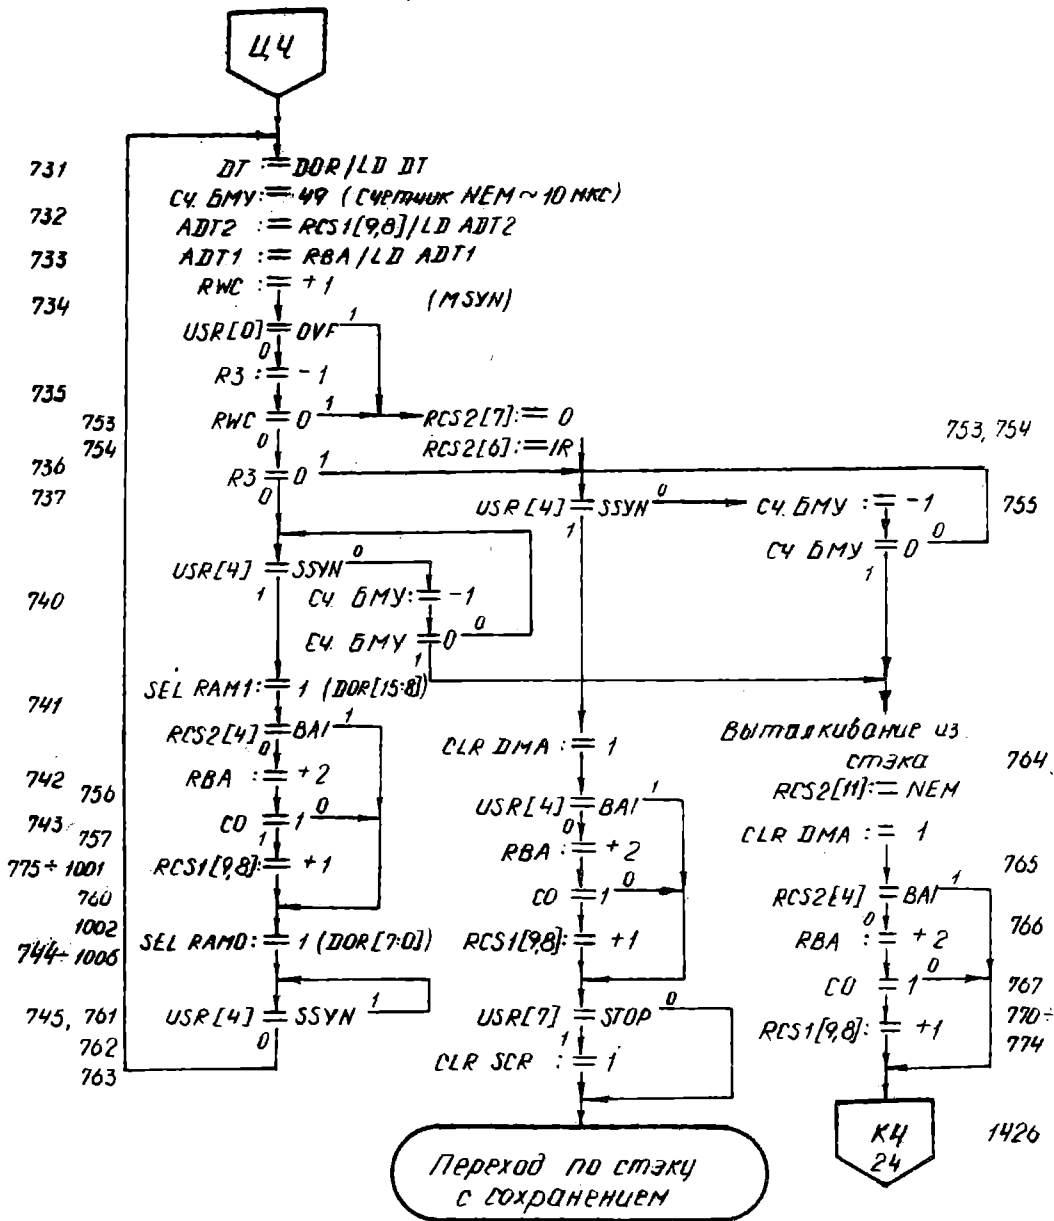 ЦЧ
731 DT := DOR/LD DT
СЧ. БМУ := 49 (Счетчик NEM ~ 10 мкс)
732 ADT2 := RCS1[9,8]/LD ADT2
733 ADT1 := RBA/LD ADT1
RWC := +1
734 (MSYN)
USR[0] = OVF 1
0
R3 := -1
735
RWC = 0 1 RCS2[7] := 0
753 0 753, 754
754 RCS2[6] := IR
736 R3 = 0 1
737 0
USR[4] = SSYN 0 СЧ. БМУ := -1 755
1
СЧ БМУ = 0 0
1
USR[4] = SSYN 0
1
740 СЧ. БМУ := -1
СЧ. БМУ = 0 0
1
SEL RAM1 := 1 (DOR[15:8])
741
RCS2[4] = BAI 1
0
CLR DMA := 1
Выталкивание из
стэка 764
742 RBA := +2
RCS2[11] := NEM
756
743 CO = 1 0
757 1
USR[4] = BAI 1
0
CLR DMA := 1
RBA := +2
775÷1001 RCS1[9,8] := +1
765
760
CO = 1 0
RCS2[4] = BAI 1
0
1002
744÷1006 SEL RAM0 := 1 (DOR[7:0])
RCS1[9,8] := +1
RBA := +2 766
CO = 1 0 767
745, 761 USR[4] = SSYN 1
0
USR[7] = STOP 0
1
RCS1[9,8] := +1 770÷
774
762
763
CLR SCR := 1
КЧ
24
1426
Переход по стэку
с сохранением